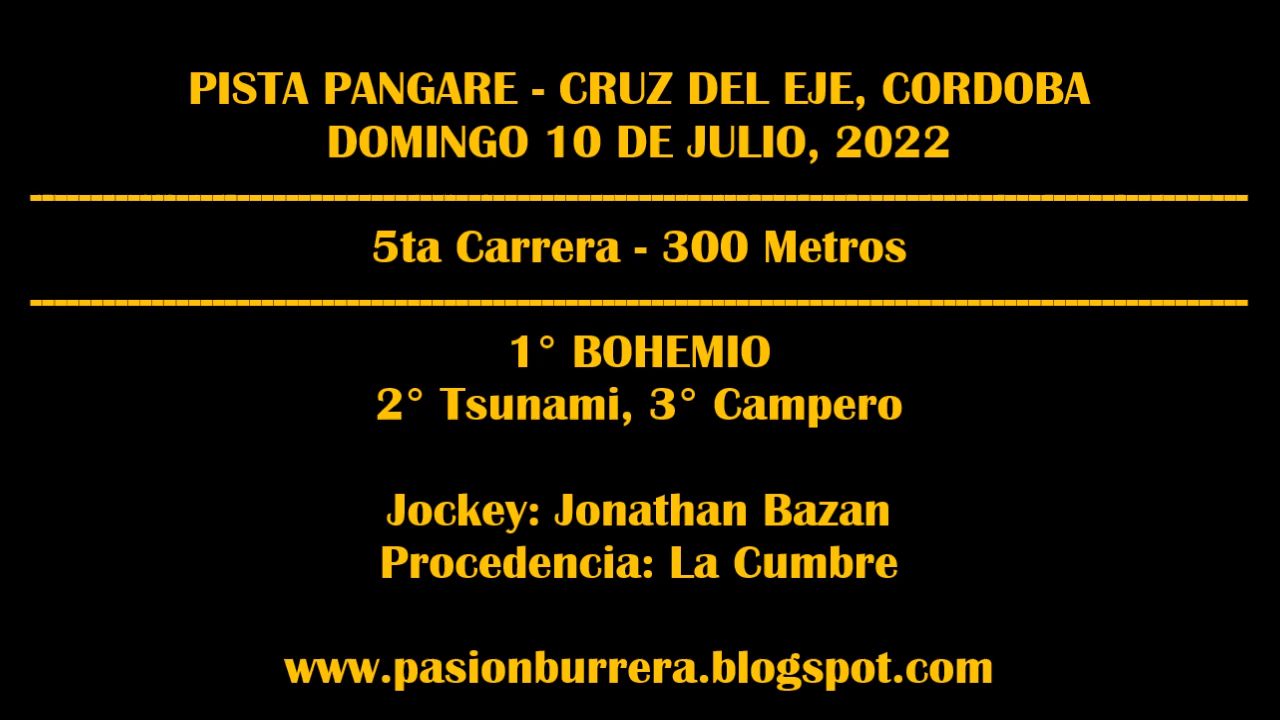 PISTA PANGARE - CRUZ DEL EJE, CORDOBA
DOMINGO 10 DE JULIO, 2022
5ta Carrera - 300 Metros
1° BOHEMIO
2° Tsunami, 3° Campero
Jockey: Jonathan Bazan
Procedencia: La Cumbre
www.pasionburrera.blogspot.com